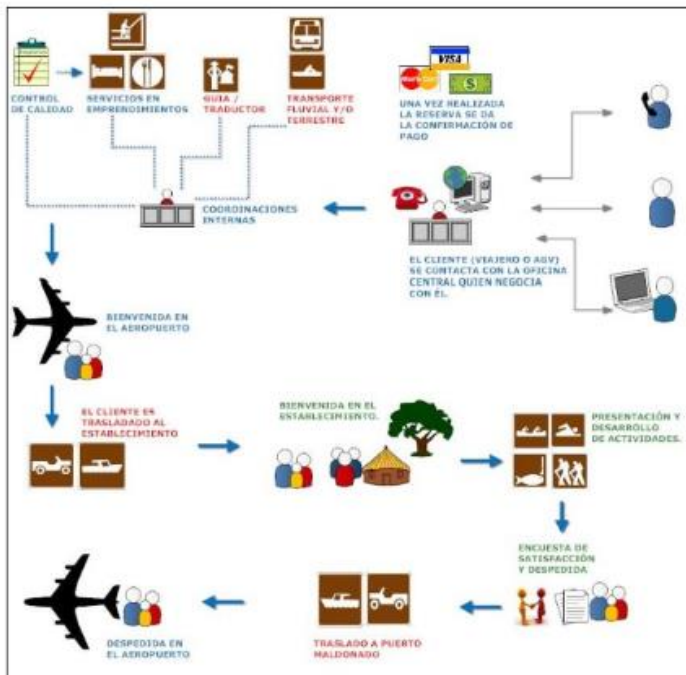 CONTROL
DE CALIDAD
SERVICIOS EN
EMPRENDIMIENTOS
GUIA /
TRADUCTOR
TRANSPORTE
FLUVIAL Y/O
TERRESTRE
VISA
MasterCard
$
UNA VEZ REALIZADA
LA RESERVA SE DA
LA CONFIRMACIÓN DE
PAGO
COORDINACIONES
INTERNAS
EL CLIENTE (VIAJERO O AGV)
SE CONTACTA CON LA OFICINA
CENTRAL QUIEN NEGOCIA
CON ÉL.
BIENVENIDA EN
EL AEROPUERTO
EL CLIENTE ES
TRASLADADO AL
ESTABLECIMIENTO
BIENVENIDA EN EL
ESTABLECIMIENTO.
PRESENTACIÓN Y
DESARROLLO
DE ACTIVIDADES.
ENCUESTA DE
SATISFACCIÓN
Y DESPEDIDA
TRASLADO A PUERTO
MALDONADO
DESPEDIDA EN
EL AEROPUERTO